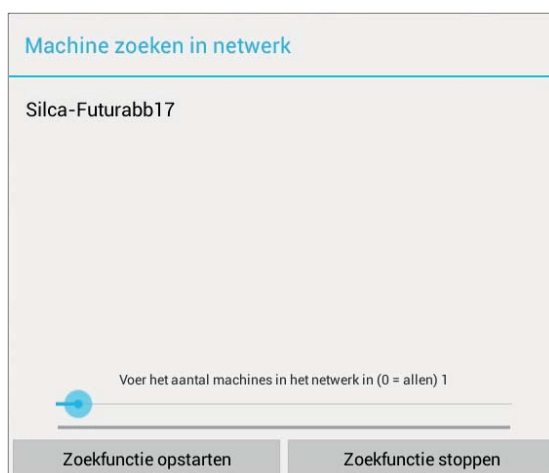 Machine zoeken in netwerk
Silca-Futurabb17
Voer het aantal machines in het netwerk in (0 = allen) 1
Zoekfunctie opstarten
Zoekfunctie stoppen